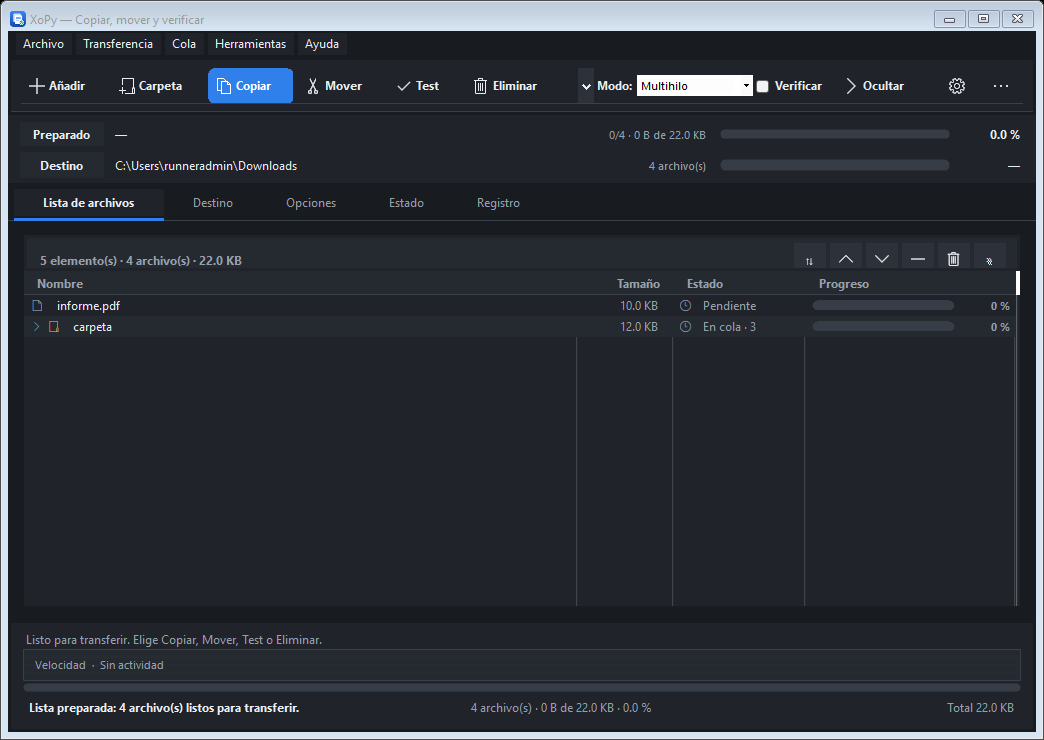 XoPy — Copiar, mover y verificar
Archivo Transferencia Cola Herramientas Ayuda
Añadir Carpeta Copiar Mover Test Eliminar Modo: Multihilo Verificar Ocultar ...
Preparado — 0/4 · 0 B de 22.0 KB 0.0 %
Destino C:\Users\runneradmin\Downloads 4 archivo(s) —
Lista de archivos Destino Opciones Estado Registro
5 elemento(s) · 4 archivo(s) · 22.0 KB
Nombre Tamaño Estado Progreso
informe.pdf 10.0 KB Pendiente 0 %
carpeta 12.0 KB En cola · 3 0 %
Listo para transferir. Elige Copiar, Mover, Test o Eliminar.
Velocidad · Sin actividad
Lista preparada: 4 archivo(s) listos para transferir. 4 archivo(s) · 0 B de 22.0 KB · 0.0 % Total 22.0 KB